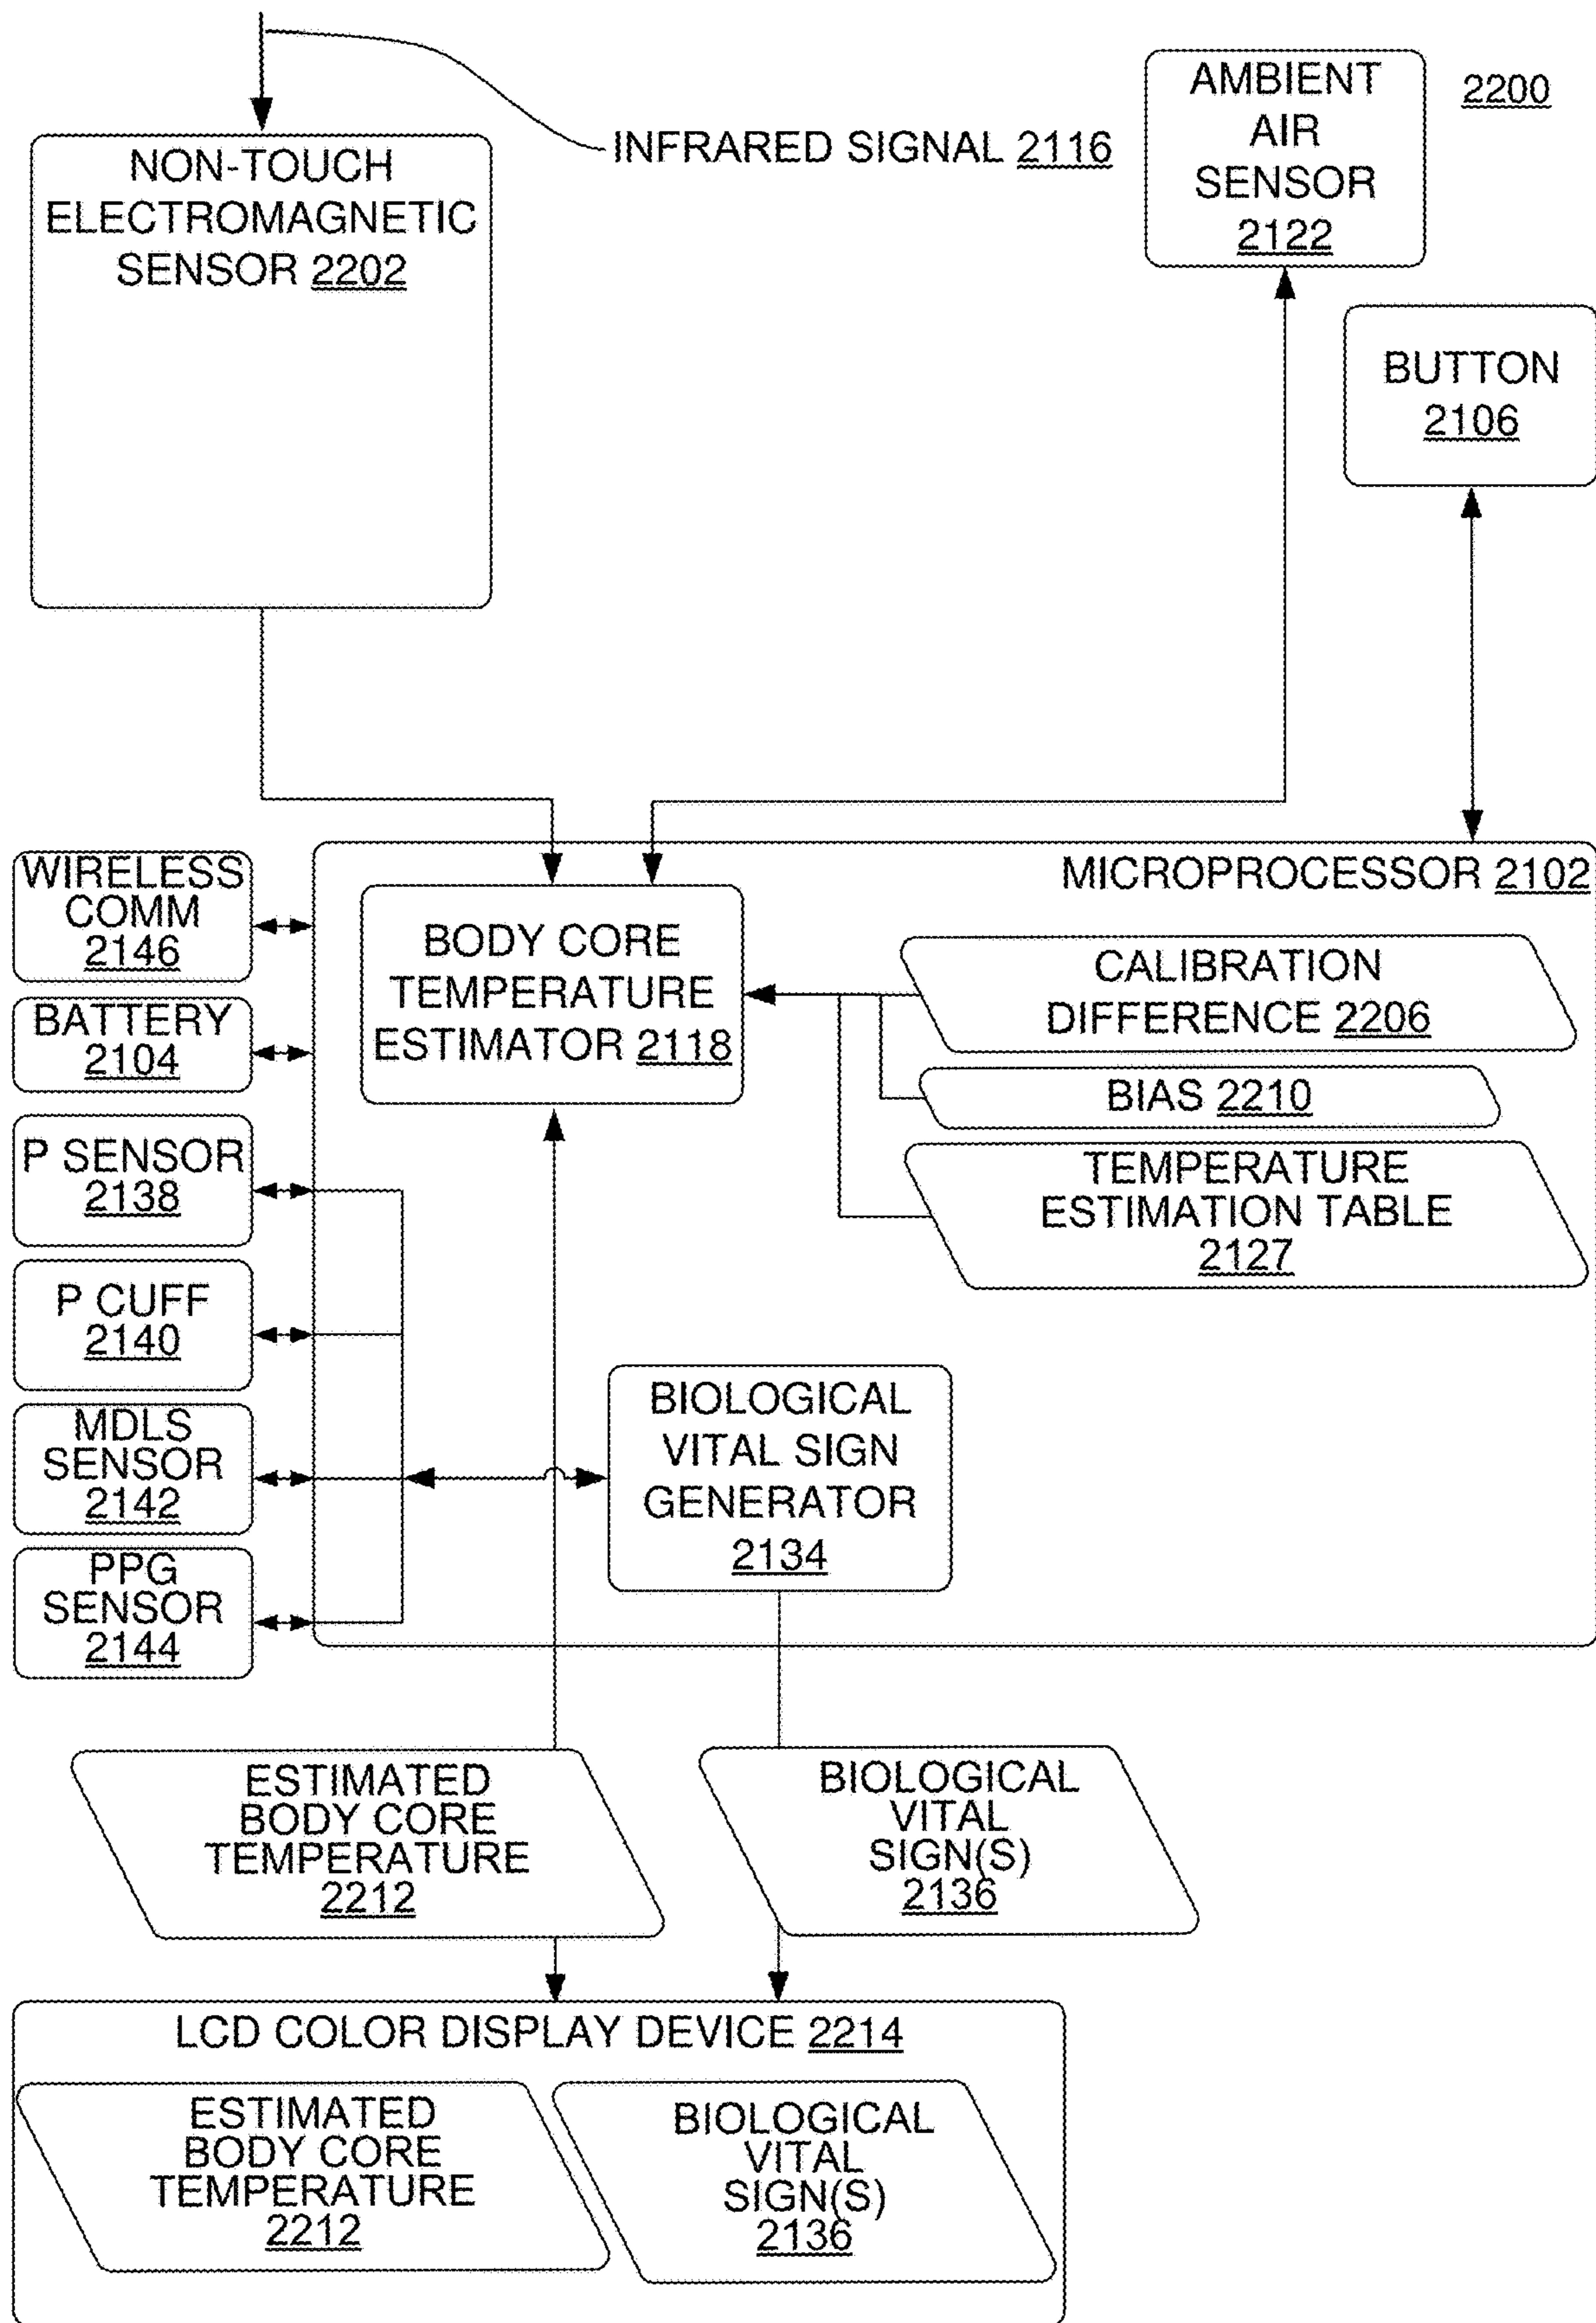 NON-TOUCH
ELECTROMAGNETIC
SENSOR 2202
INFRARED SIGNAL 2116
AMBIENT
AIR
SENSOR
2122
2200
BUTTON
2106
WIRELESS
COMM
2146
BATTERY
2104
P SENSOR
2138
P CUFF
2140
MDLS
SENSOR
2142
PPG
SENSOR
2144
MICROPROCESSOR 2102
BODY CORE
TEMPERATURE
ESTIMATOR 2118
CALIBRATION
DIFFERENCE 2206
BIAS 2210
TEMPERATURE
ESTIMATION TABLE
2127
BIOLOGICAL
VITAL SIGN
GENERATOR
2134
ESTIMATED
BODY CORE
TEMPERATURE
2212
BIOLOGICAL
VITAL
SIGN(S)
2136
LCD COLOR DISPLAY DEVICE 2214
ESTIMATED
BODY CORE
TEMPERATURE
2212
BIOLOGICAL
VITAL
SIGN(S)
2136